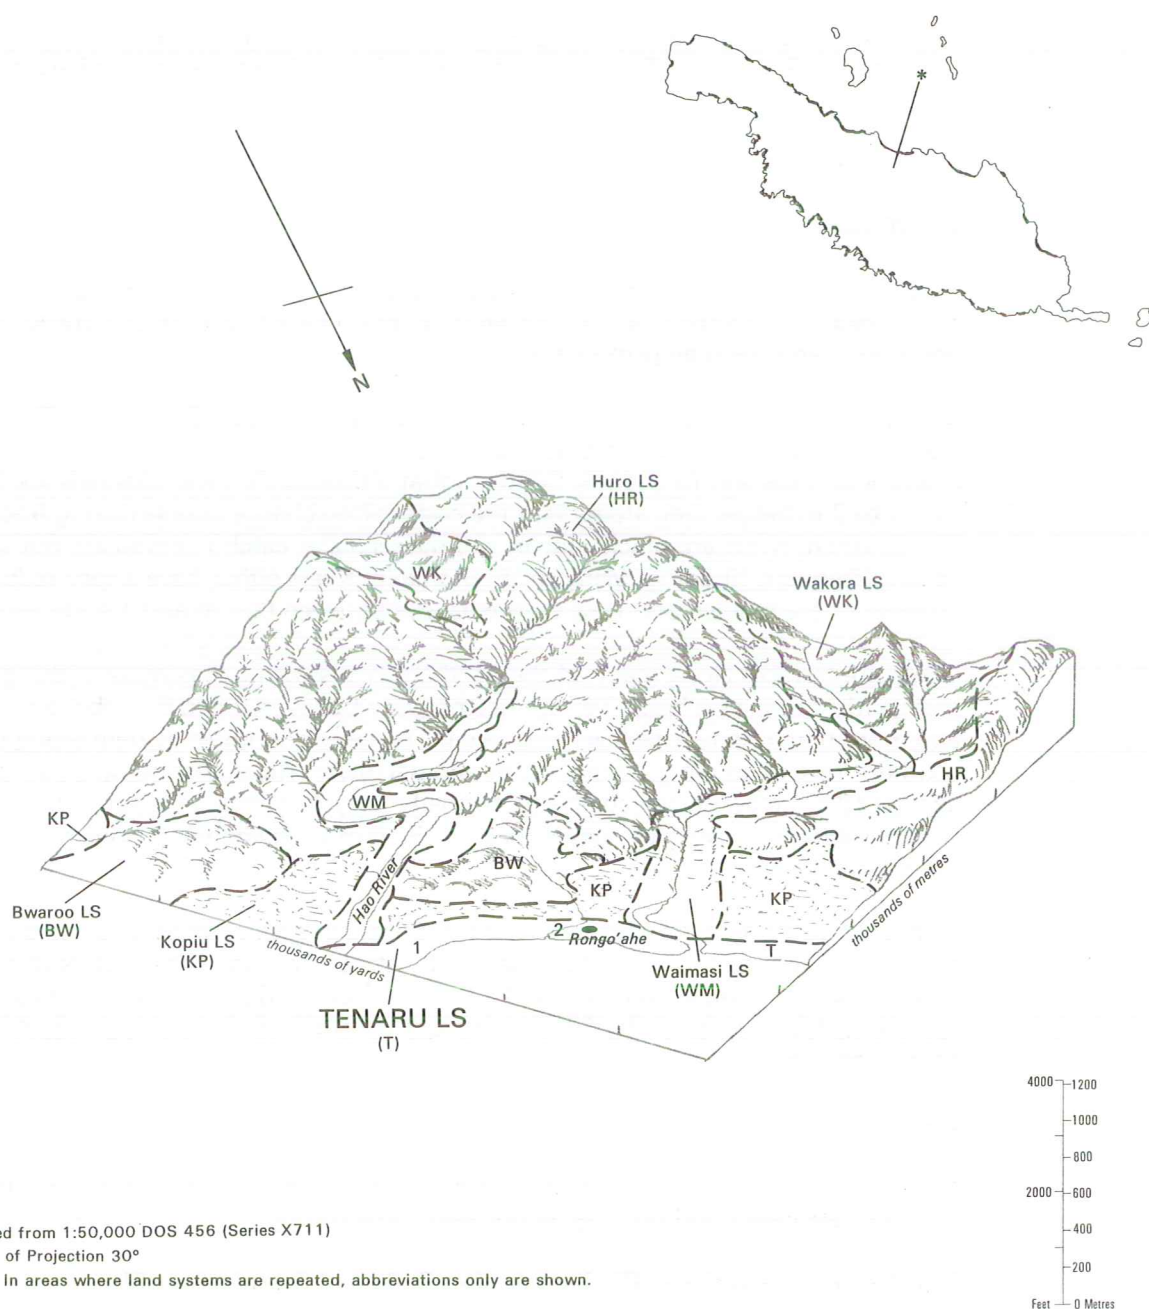 *
N
Huro LS
(HR)
WK
Wakora LS
(WK)
HR
WM
KP
BW
KP
KP
Hao River
Bwaroo LS
(BW)
Kopiu LS
(KP)
thousands of yards
1
2
Rongo'ahe
T
thousands of metres
Waimasi LS
(WM)
TENARU LS
(T)
4000 1200
1000
800
2000 600
400
200
Feet 0 Metres
ed from 1:50,000 DOS 456 (Series X711)
of Projection 30º
In areas where land systems are repeated, abbreviations only are shown.